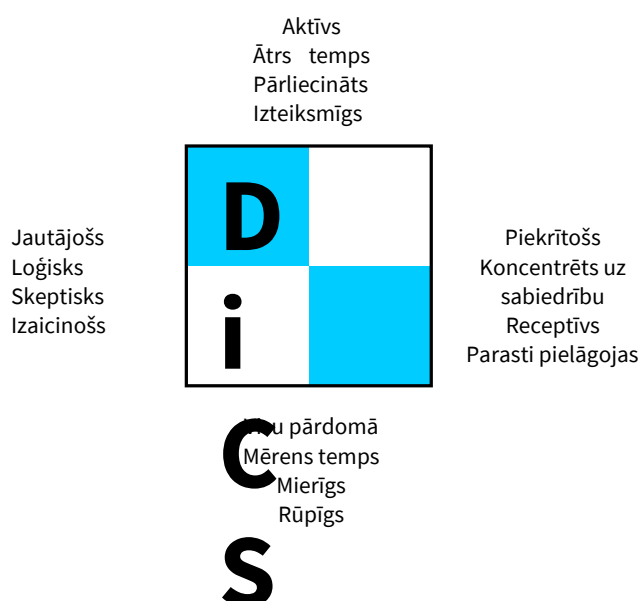 Aktīvs
Ātrs temps
Pārliecināts
Izteiksmīgs
D
i
C
S
Jautājošs
Loģisks
Skeptisks
Izaicinošs
Piekrītošs
Koncentrēts uz
sabiedrību
Receptīvs
Parasti pielāgojas
pārdomā
Mērens temps
Mierīgs
Rūpīgs